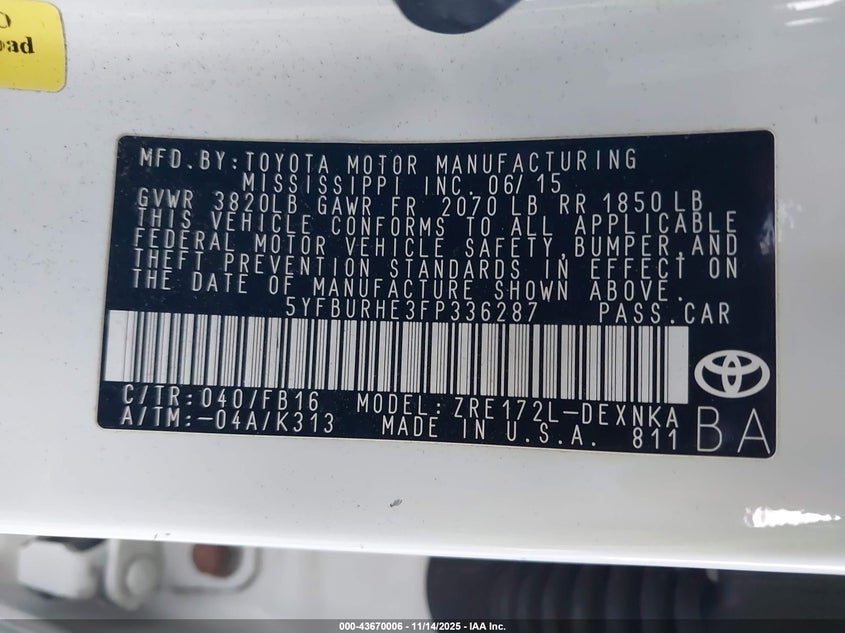 O
oad
MFD.BY:TOYOTA MOTOR MANUFACTURING
MISSISSIPPI INC. 06/15
GVWR 3820LB GAWR FR 2070 LB RR 1850 LB
THIS VEHICLE CONFORMS TO ALL APPLICABLE
FEDERAL MOTOR VEHICLE SAFETY,BUMPER,AND
THEFT PREVENTION STANDARDS IN EFFECT ON
THE DATE OF MANUFACTURE SHOWN ABOVE.
5YFBURHE3FP336287 PASS.CAR
C/TR:040/FB16 MODEL:ZRE172L-DEXNKA
A/TM:-04A/K313 MADE IN U.S.A. 811
BA
000-43670006 - 11/14/2025 - IAA Inc.